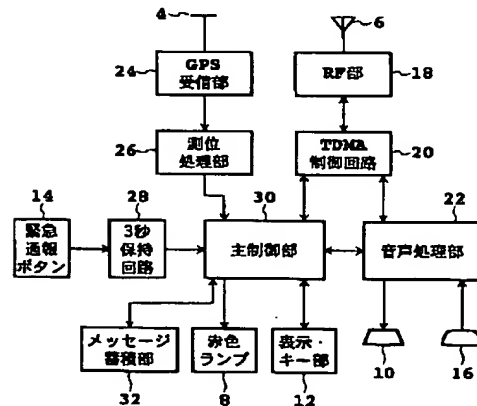 4
6
24
GPS
受信部
RF部
18
26
測位
処理部
TDMA
制御回路
20
14
28
30
22
緊急
通報
ボタン
3秒
保持
回路
主制御部
音声処理部
メッセージ
蓄積部
赤色
ランプ
表示・
キー部
10
16
32
8
12